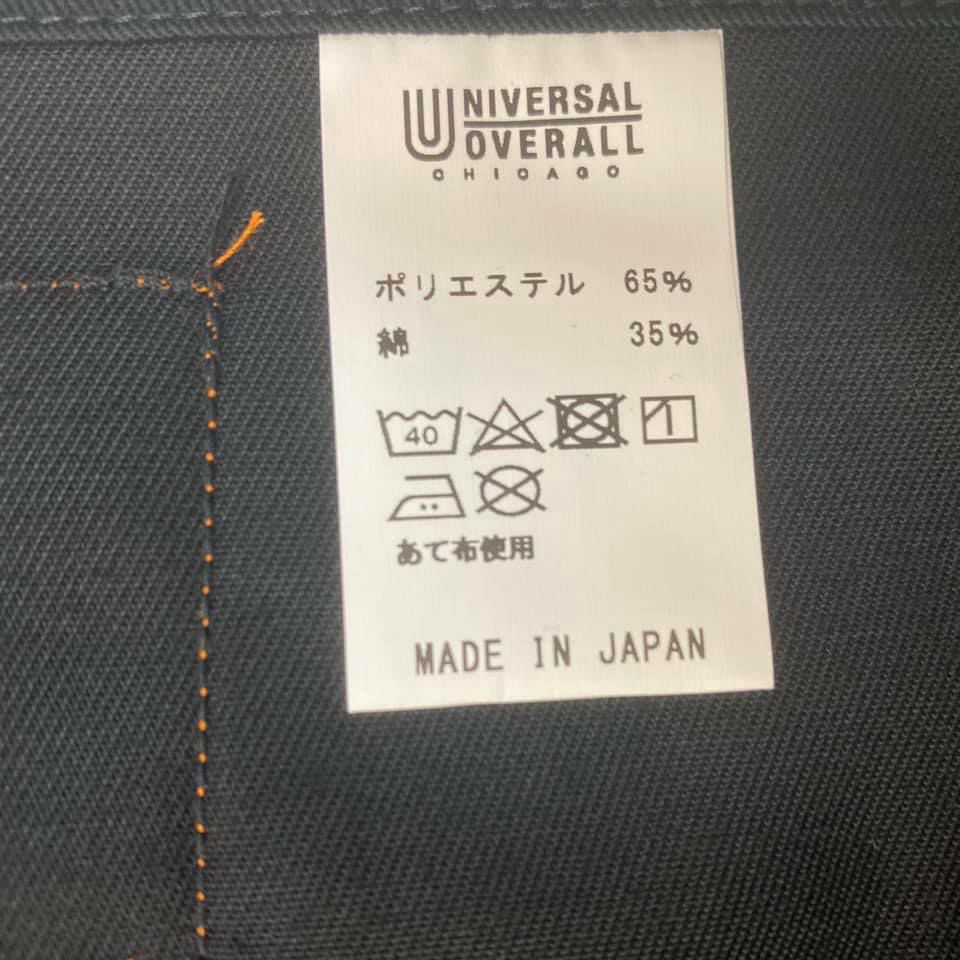 UNIVERSAL
OVERALL
CHICAGO
ポリエステル 65%
綿 35%
40
あて布使用
MADE IN JAPAN